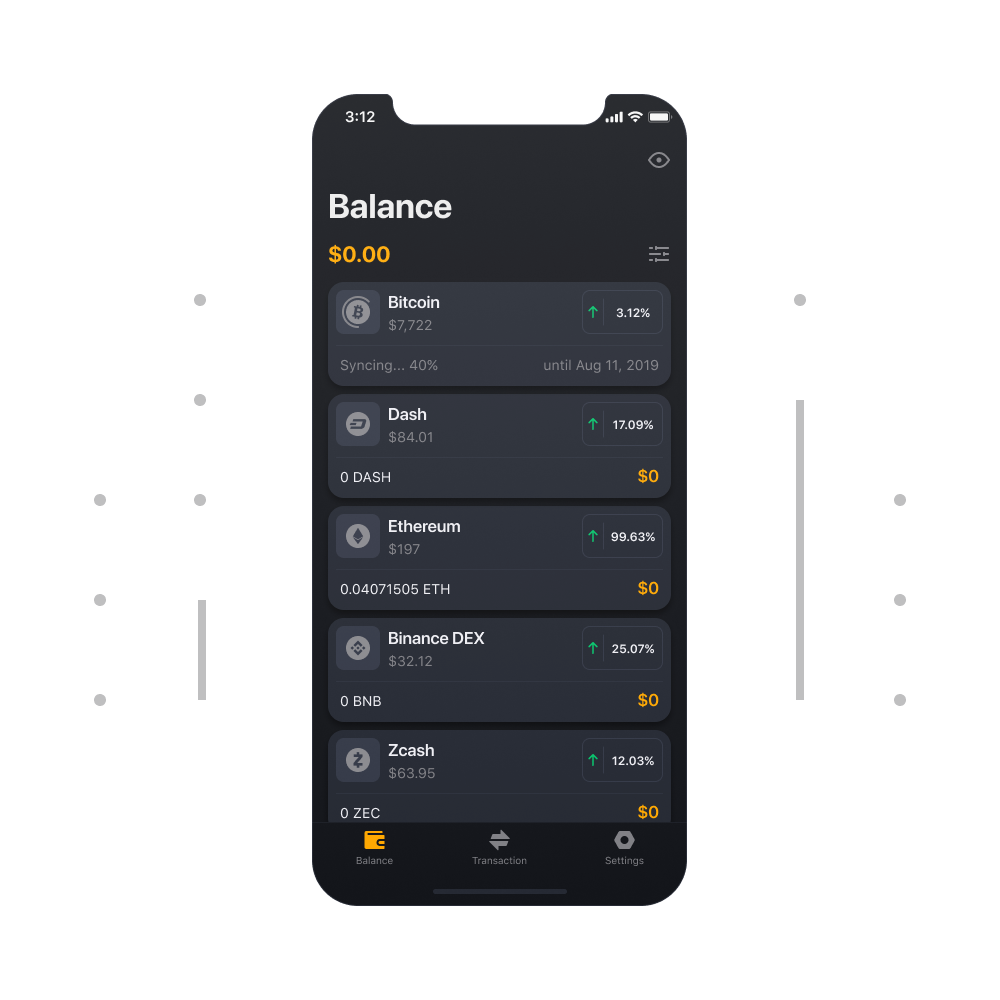 3:12
Balance
$0.00
Bitcoin
$7,722
3.12%
Syncing... 40% until Aug 11, 2019
Dash
$84.01
17.09%
0 DASH $0
Ethereum
$197
99.63%
0.04071505 ETH $0
Binance DEX
$32.12
25.07%
0 BNB $0
Zcash
$63.95
12.03%
0 ZEC $0
Balance Transaction Settings